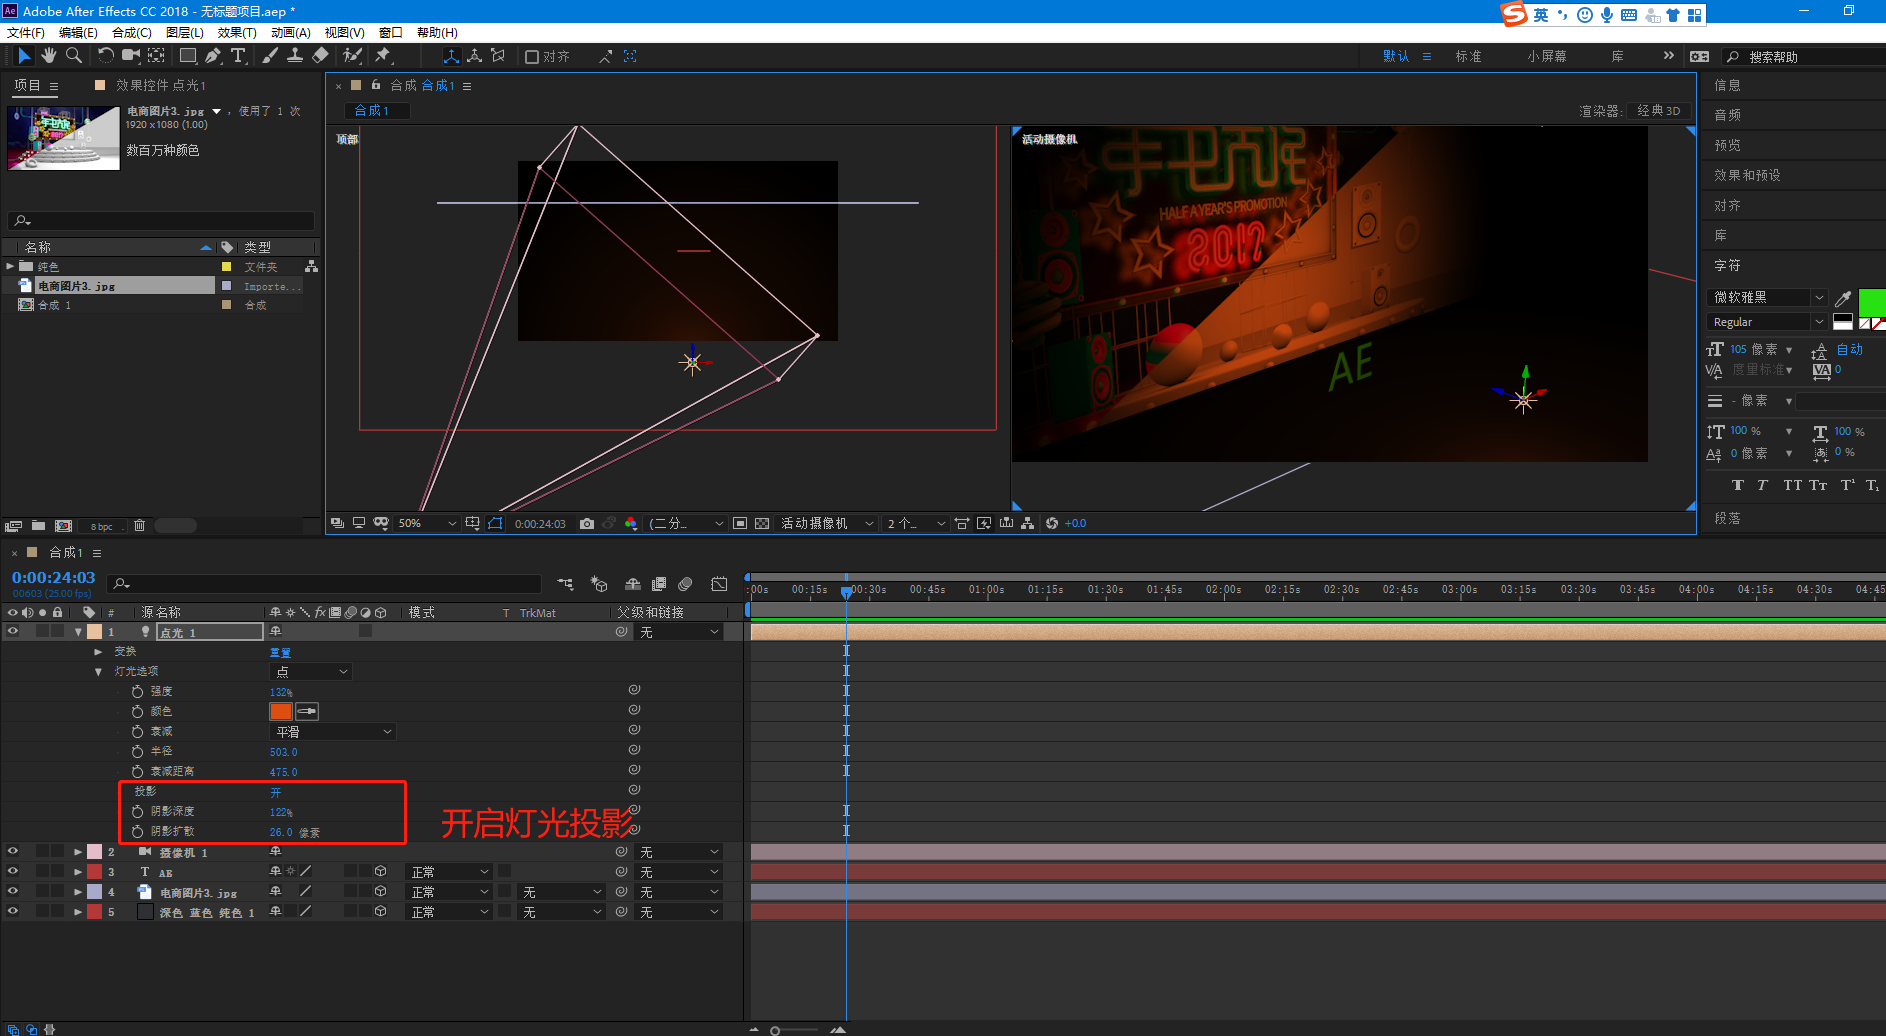 Ae Adobe After Effects CC 2018 - 无标题项目.aep *
S 英
文件(F) 编辑(E) 合成(C) 图层(L) 效果(T) 动画(A) 视图(V) 窗口 帮助(H)
对齐
默认 标准 小屏幕 库 搜索帮助
项目 效果控件 点光 1
电商图片3. jpg ，使用了 1 次
1920 x 1080 (1.00)
数百万种颜色
名称 类型
纯色 文件夹
电商图片3. jpg Importe...
合成 1 合成
8 bpc
合成 合成 1
合成 1
渲染器: 经典 3D
顶部
活动摄像机
HALF A YEAR'S PROMOTION
2017
AE
50% 0:00:24:03 (二分... 活动摄像机 2 个... +0.0
信息
音频
预览
效果和预设
对齐
库
字符
微软雅黑
Regular
105 像素 自动
度量标准 0
- 像素
100 % 100 %
0 像素 0 %
T T TT Tт T¹ T₁
段落
合成 1
0:00:24:03
00603 (25.00 fps)
# 源名称 fx 模式 T TrkMat 父级和链接
:00s 00:15s 00:30s 00:45s 01:00s 01:15s 01:30s 01:45s 02:00s 02:15s 02:30s 02:45s 03:00s 03:15s 03:30s 03:45s 04:00s 04:15s 04:30s 04:45
1 点光 1 无
变换 重置
灯光选项 点
强度 132%
颜色
衰减 平滑
半径 503.0
衰减距离 475.0
投影 开
阴影深度 122%
阴影扩散 26.0 像素
开启灯光投影
2 摄像机 1 无
3 T AE 正常 无
4 电商图片3. jpg 正常 无 无
5 深色 蓝色 纯色 1 正常 无 无